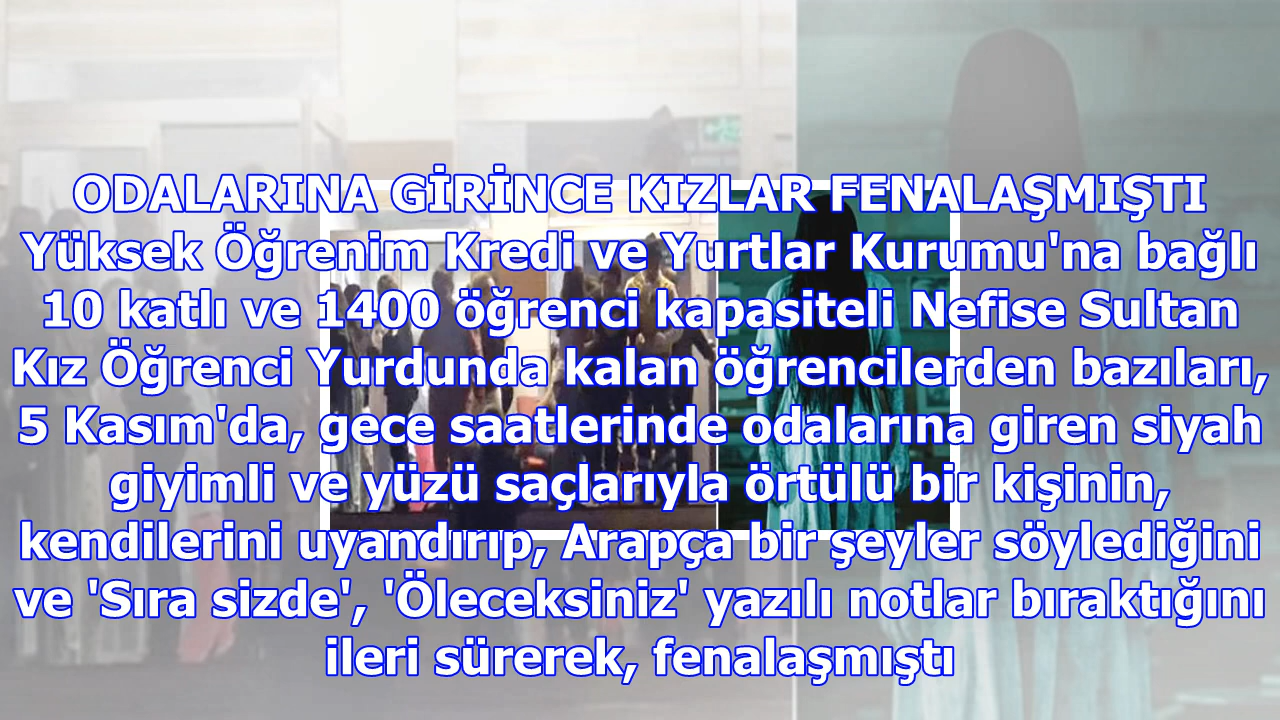 ODALARINA GİRİNCE KIZLAR FENALAŞMIŞTI
Yüksek Öğrenim Kredi ve Yurtlar Kurumu'na bağlı
10 katlı ve 1400 öğrenci kapasiteli Nefise Sultan
Kız Öğrenci Yurdunda kalan öğrencilerden bazıları,
5 Kasım'da, gece saatlerinde odalarına giren siyah
giyimli ve yüzü saçlarıyla örtülü bir kişinin,
kendilerini uyandırıp, Arapça bir şeyler söylediğini
ve 'Sıra sizde', 'Öleceksiniz' yazılı notlar bıraktığını
ileri sürerek, fenalaşmıştı